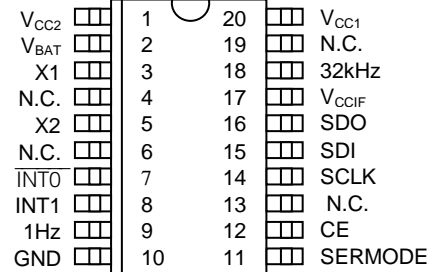 VCC2 1 20 VCC1
VBAT 2 19 N.C.
X1 3 18 32kHz
N.C. 4 17 VCCIF
X2 5 16 SDO
N.C. 6 15 SDI
INT0 7 14 SCLK
INT1 8 13 N.C.
1Hz 9 12 CE
GND 10 11 SERMODE